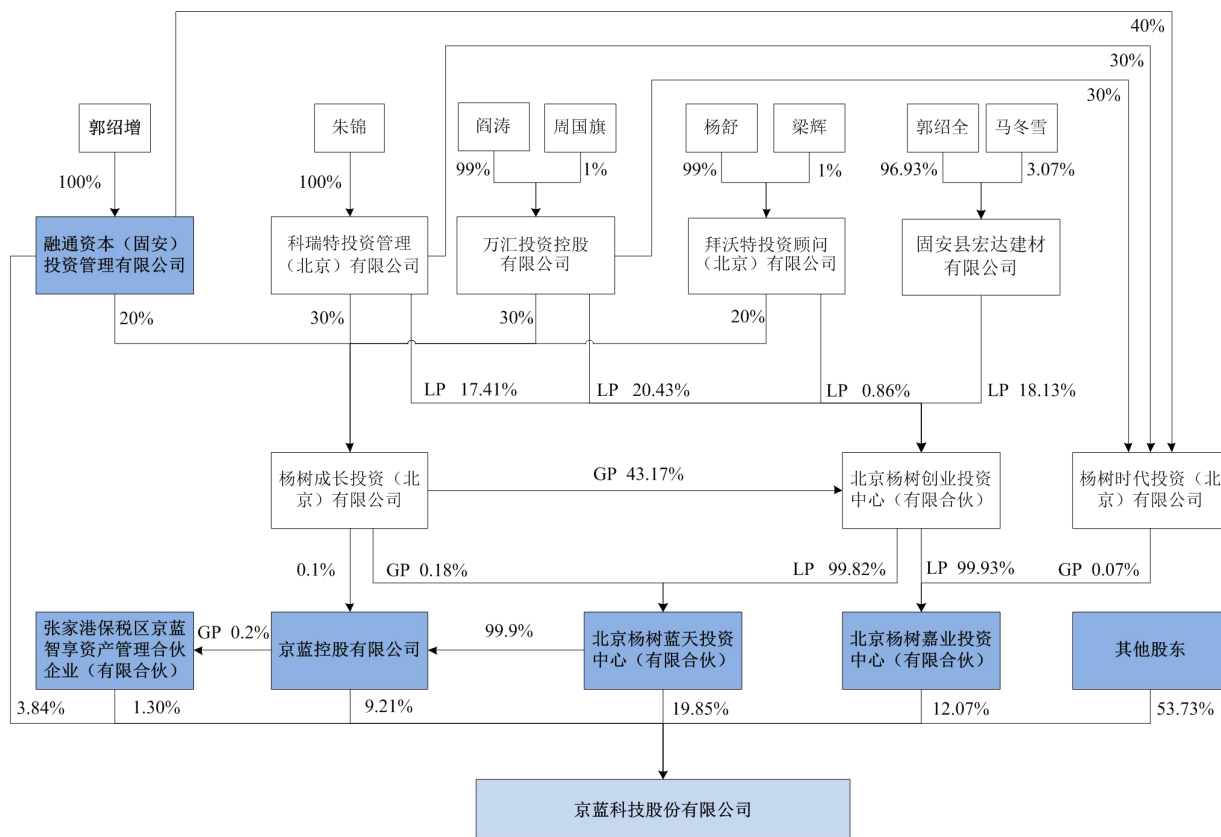 40%
30%
30%
郭绍增
朱锦
阎涛
周国旗
杨舒
梁辉
郭绍全
马冬雪
100%
100%
99%
1%
99%
1%
96.93%
3.07%
融通资本（固安）
投资管理有限公司
科瑞特投资管理
（北京）有限公司
万汇投资控股
有限公司
拜沃特投资顾问
（北京）有限公司
固安县宏达建材
有限公司
20%
30%
30%
20%
LP 17.41%
LP 20.43%
LP 0.86%
LP 18.13%
杨树成长投资（北
京）有限公司
GP 43.17%
北京杨树创业投资
中心（有限合伙）
杨树时代投资（北
京）有限公司
0.1%
GP 0.18%
LP 99.82%
LP 99.93%
GP 0.07%
张家港保税区京蓝
智享资产管理合伙
企业（有限合伙）
GP 0.2%
京蓝控股有限公司
99.9%
北京杨树蓝天投资
中心（有限合伙）
北京杨树嘉业投资
中心（有限合伙）
其他股东
3.84%
1.30%
9.21%
19.85%
12.07%
53.73%
京蓝科技股份有限公司